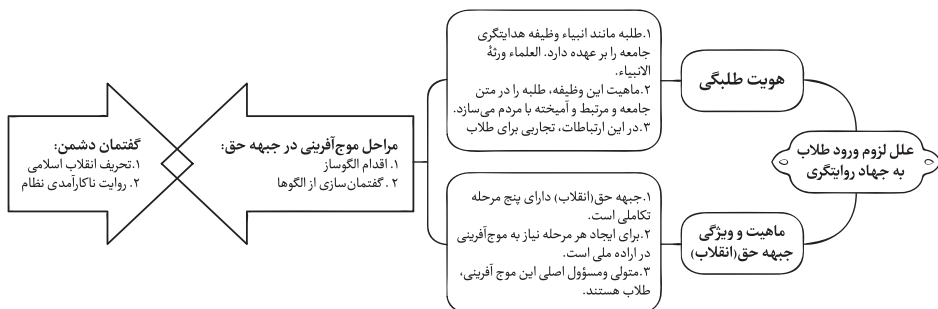 علل لزوم ورود طلاب
به جهاد روایتگری
هویت طلبگی
۱.طلبه مانند انبیاء وظیفه هدایتگری
جامعه را بر عهده دارد. العلماء ورثهٔ
الانبیاء.
۲.ماهیت این وظیفه، طلبه را در متن
جامعه و مرتبط و آمیخته با مردم می‌سازد.
۳.در این ارتباطات، تجاربی برای طلاب
ماهیت و ویژگی
جبهه حق(انقلاب)
۱.جبهه حق(انقلاب) دارای پنج مرحله
تکاملی است.
۲.برای ایجاد هر مرحله نیاز به موج‌آفرینی
در اراده ملی است.
۳.متولی ومسؤول اصلی این موج آفرینی،
طلاب هستند.
مراحل موج‌آفرینی در جبهه حق:
۱. اقدام الگوساز
۲ . گفتمان‌سازی از الگوها
گفتمان دشمن:
۱.تحریف انقلاب اسلامی
۲. روایت ناکارآمدی نظام